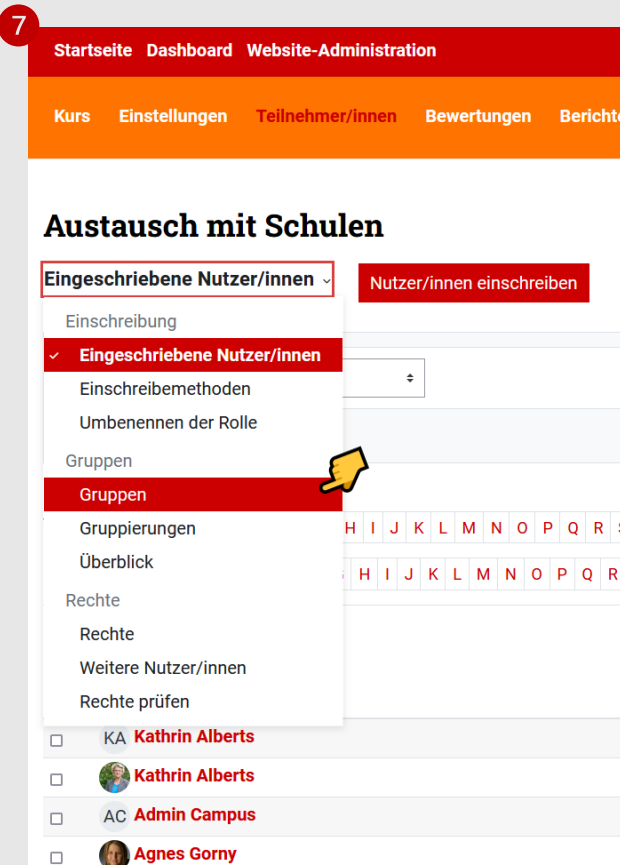 7
Startseite Dashboard Website-Administration
Kurs Einstellungen Teilnehmer/innen Bewertungen
Austausch mit Schulen
Eingeschriebene Nutzer/innen Nutzer/innen einschreiben
Einschreibung
Eingeschriebene Nutzer/innen
Einschreibemethoden
Umbenennen der Rolle
Gruppen
Gruppen
Gruppierungen
H I J K L M N O P Q R
Überblick
H I J K L M N O P Q R
Rechte
Rechte
Weitere Nutzer/innen
Rechte prüfen
KA Kathrin Alberts
Kathrin Alberts
AC Admin Campus
Agnes Gorny